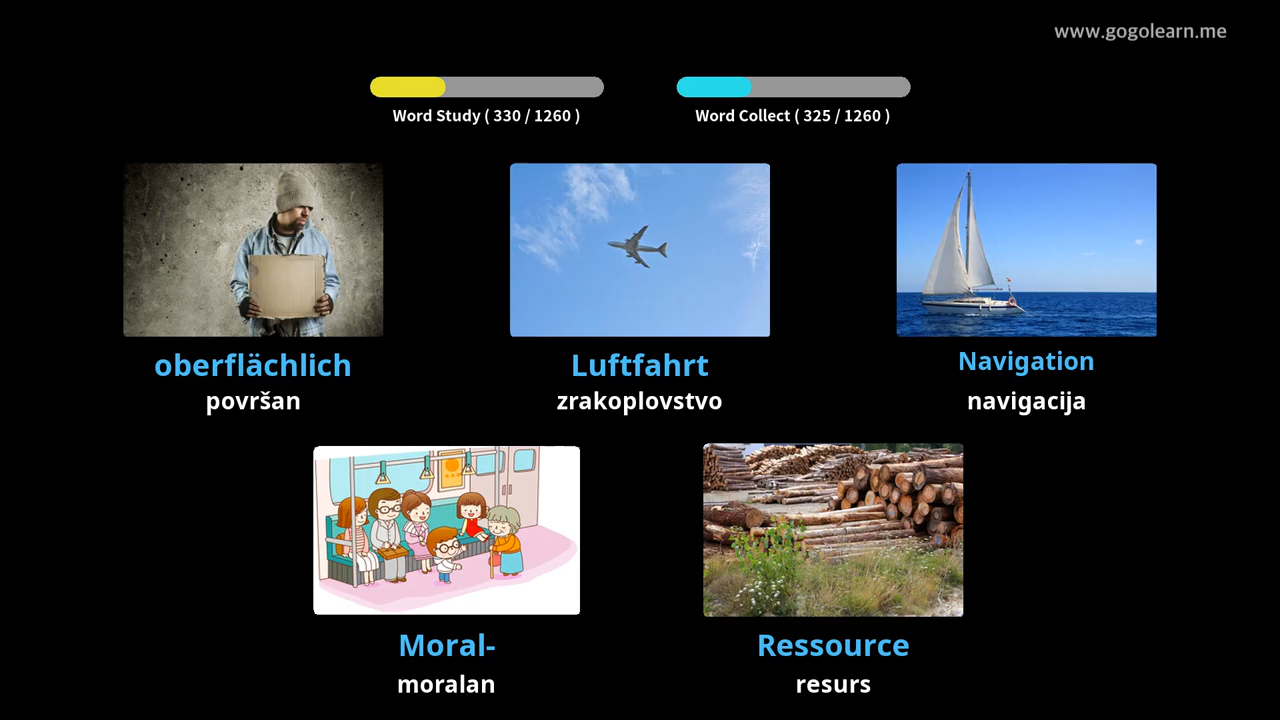 www.gogolearn.me
Word Study ( 330 / 1260 )
Word Collect ( 325 / 1260 )
oberflächlich
površan
Luftfahrt
zrakoplovstvo
Navigation
navigacija
Moral-
moralan
Ressource
resurs